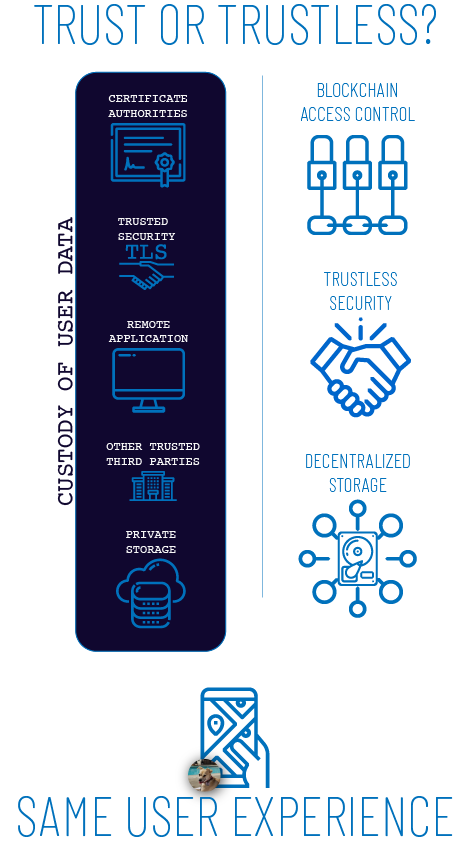 TRUST OR TRUSTLESS?
CUSTODY OF USER DATA
CERTIFICATE
AUTHORITIES
TRUSTED
SECURITY
TLS
REMOTE
APPLICATION
OTHER TRUSTED
THIRD PARTIES
PRIVATE
STORAGE
BLOCKCHAIN
ACCESS CONTROL
TRUSTLESS
SECURITY
DECENTRALIZED
STORAGE
SAME USER EXPERIENCE